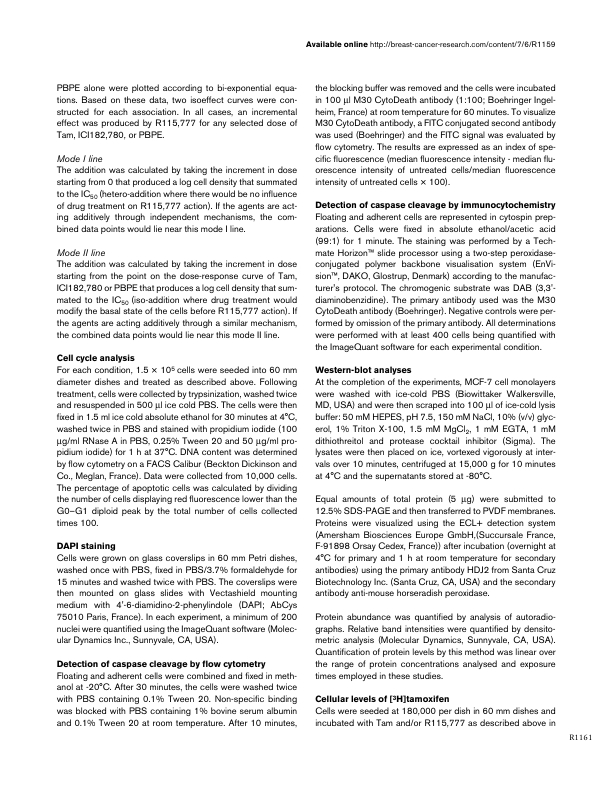 Available online http://breast-cancer-research.com/content/7/6/R1159
PBPE alone were plotted according to bi-exponential equa-
tions. Based on these data, two isoeffect curves were con-
structed for each association. In all cases, an incremental
effect was produced by R115,777 for any selected dose of
Tam, ICI182,780, or PBPE.
Mode I line
The addition was calculated by taking the increment in dose
starting from 0 that produced a log cell density that summated
to the IC50 (hetero-addition where there would be no influence
of drug treatment on R115,777 action). If the agents are act-
ing additively through independent mechanisms, the com-
bined data points would lie near this mode I line.
Mode II line
The addition was calculated by taking the increment in dose
starting from the point on the dose-response curve of Tam,
ICI182,780 or PBPE that produces a log cell density that sum-
mated to the IC50 (iso-addition where drug treatment would
modify the basal state of the cells before R115,777 action). If
the agents are acting additively through a similar mechanism,
the combined data points would lie near this mode II line.
Cell cycle analysis
For each condition, 1.5 × 10⁵ cells were seeded into 60 mm
diameter dishes and treated as described above. Following
treatment, cells were collected by trypsinization, washed twice
and resuspended in 500 µl ice cold PBS. The cells were then
fixed in 1.5 ml ice cold absolute ethanol for 30 minutes at 4°C,
washed twice in PBS and stained with propidium iodide (100
µg/ml RNase A in PBS, 0.25% Tween 20 and 50 µg/ml pro-
pidium iodide) for 1 h at 37°C. DNA content was determined
by flow cytometry on a FACS Calibur (Beckton Dickinson and
Co., Meglan, France). Data were collected from 10,000 cells.
The percentage of apoptotic cells was calculated by dividing
the number of cells displaying red fluorescence lower than the
G0–G1 diploid peak by the total number of cells collected
times 100.
DAPI staining
Cells were grown on glass coverslips in 60 mm Petri dishes,
washed once with PBS, fixed in PBS/3.7% formaldehyde for
15 minutes and washed twice with PBS. The coverslips were
then mounted on glass slides with Vectashield mounting
medium with 4'-6-diamidino-2-phenylindole (DAPI; AbCys
75010 Paris, France). In each experiment, a minimum of 200
nuclei were quantified using the ImageQuant software (Molec-
ular Dynamics Inc., Sunnyvale, CA, USA).
Detection of caspase cleavage by flow cytometry
Floating and adherent cells were combined and fixed in meth-
anol at -20°C. After 30 minutes, the cells were washed twice
with PBS containing 0.1% Tween 20. Non-specific binding
was blocked with PBS containing 1% bovine serum albumin
and 0.1% Tween 20 at room temperature. After 10 minutes,
the blocking buffer was removed and the cells were incubated
in 100 µl M30 CytoDeath antibody (1:100; Boehringer Ingel-
heim, France) at room temperature for 60 minutes. To visualize
M30 CytoDeath antibody, a FITC conjugated second antibody
was used (Boehringer) and the FITC signal was evaluated by
flow cytometry. The results are expressed as an index of spe-
cific fluorescence (median fluorescence intensity - median flu-
orescence intensity of untreated cells/median fluorescence
intensity of untreated cells × 100).
Detection of caspase cleavage by immunocytochemistry
Floating and adherent cells are represented in cytospin prep-
arations. Cells were fixed in absolute ethanol/acetic acid
(99:1) for 1 minute. The staining was performed by a Tech-
mate Horizon™ slide processor using a two-step peroxidase-
conjugated polymer backbone visualisation system (EnVi-
sion™, DAKO, Glostrup, Denmark) according to the manufac-
turer's protocol. The chromogenic substrate was DAB (3,3'-
diaminobenzidine). The primary antibody used was the M30
CytoDeath antibody (Boehringer). Negative controls were per-
formed by omission of the primary antibody. All determinations
were performed with at least 400 cells being quantified with
the ImageQuant software for each experimental condition.
Western-blot analyses
At the completion of the experiments, MCF-7 cell monolayers
were washed with ice-cold PBS (Biowittaker Walkersville,
MD, USA) and were then scraped into 100 µl of ice-cold lysis
buffer: 50 mM HEPES, pH 7.5, 150 mM NaCl, 10% (v/v) glyc-
erol, 1% Triton X-100, 1.5 mM MgCl2, 1 mM EGTA, 1 mM
dithiothreitol and protease cocktail inhibitor (Sigma). The
lysates were then placed on ice, vortexed vigorously at inter-
vals over 10 minutes, centrifuged at 15,000 g for 10 minutes
at 4°C and the supernatants stored at -80°C.
Equal amounts of total protein (5 µg) were submitted to
12.5% SDS-PAGE and then transferred to PVDF membranes.
Proteins were visualized using the ECL+ detection system
(Amersham Biosciences Europe GmbH,(Succursale France,
F-91898 Orsay Cedex, France)) after incubation (overnight at
4°C for primary and 1 h at room temperature for secondary
antibodies) using the primary antibody HDJ2 from Santa Cruz
Biotechnology Inc. (Santa Cruz, CA, USA) and the secondary
antibody anti-mouse horseradish peroxidase.
Protein abundance was quantified by analysis of autoradio-
graphs. Relative band intensities were quantified by densito-
metric analysis (Molecular Dynamics, Sunnyvale, CA, USA).
Quantification of protein levels by this method was linear over
the range of protein concentrations analysed and exposure
times employed in these studies.
Cellular levels of [³H]tamoxifen
Cells were seeded at 180,000 per dish in 60 mm dishes and
incubated with Tam and/or R115,777 as described above in
R1161